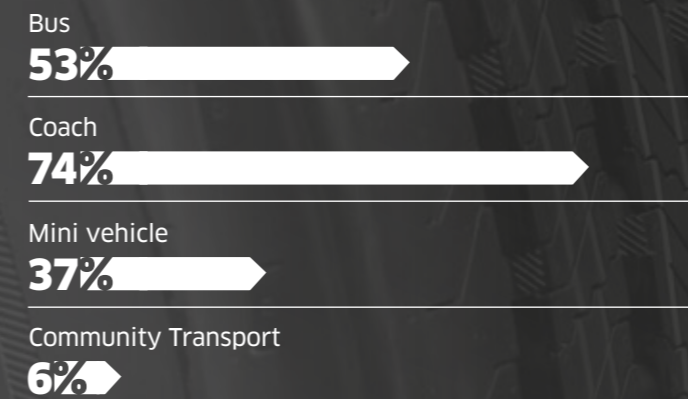 Bus
53%
Coach
74%
Mini vehicle
37%
Community Transport
6%